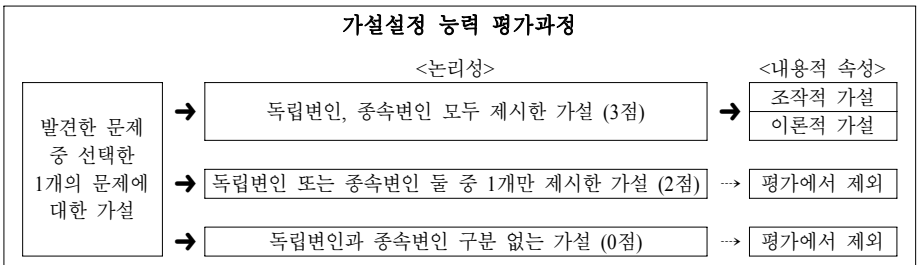 가설설정 능력 평가과정
<논리성>
<내용적 속성>
발견한 문제
중 선택한
1개의 문제에
대한 가설
독립변인, 종속변인 모두 제시한 가설 (3점)
조작적 가설
이론적 가설
독립변인 또는 종속변인 둘 중 1개만 제시한 가설 (2점)
평가에서 제외
독립변인과 종속변인 구분 없는 가설 (0점)
평가에서 제외